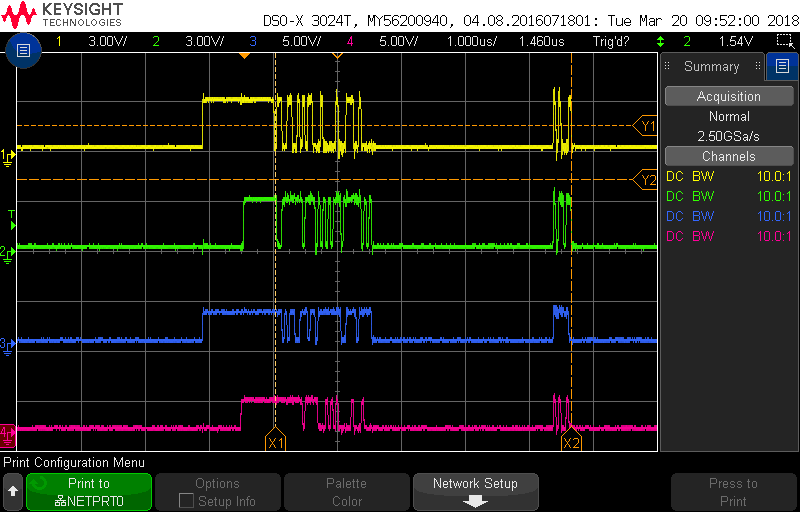 KEYSIGHT
TECHNOLOGIES
DSO-X 3024T, MY56200940, 04.08.2016071801: Tue Mar 20 09:52:00 2018
1 3.00V/ 2 3.00V/ 3 5.00V/ 4 5.00V/ 1.000us/ 1.460us Trig'd? 2 1.54V
Summary
Acquisition
Normal
2.50GSa/s
Channels
DC BW 10.0:1
DC BW 10.0:1
DC BW 10.0:1
DC BW 10.0:1
Y1
1
Y2
T
2
3
4
X1 X2
Print Configuration Menu
Print to
NETPRT0
Options
Setup Info
Palette
Color
Network Setup
Press to
Print